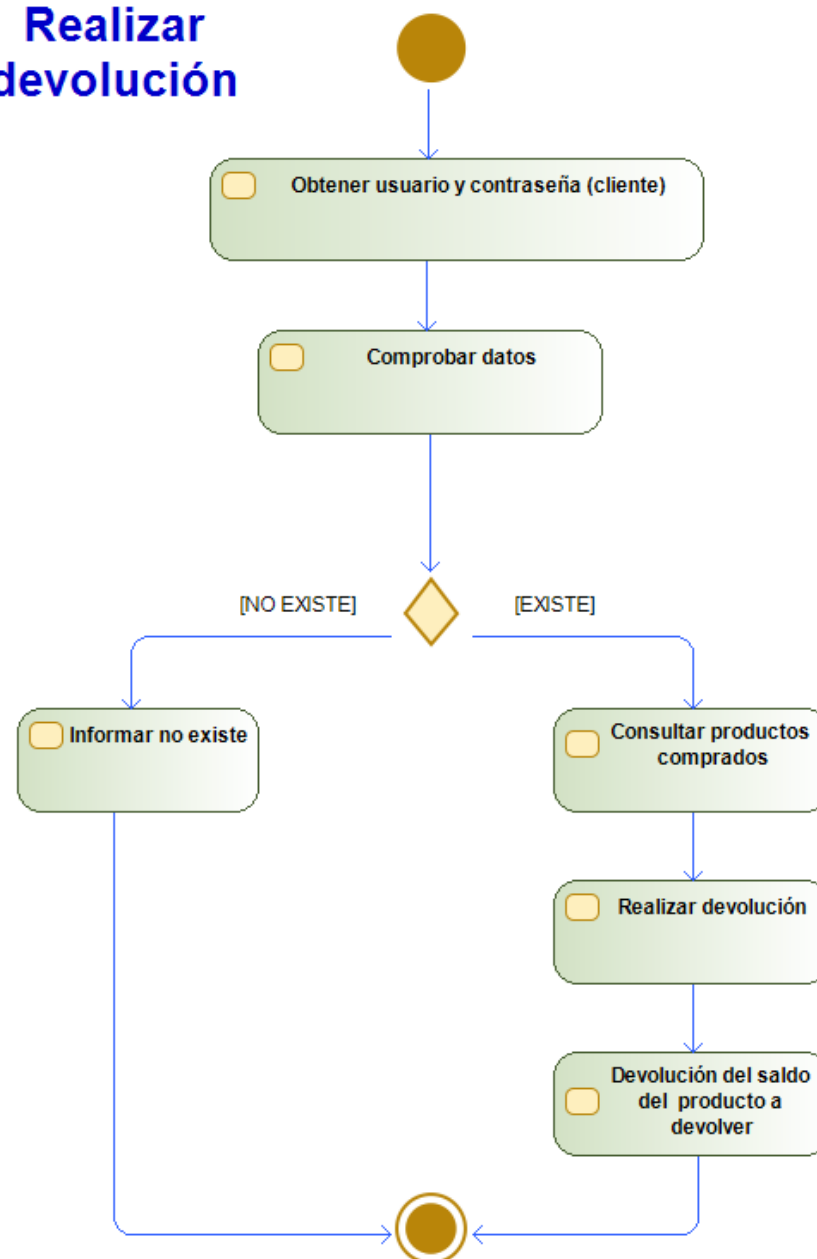 Realizar
devolución
Obtener usuario y contraseña (cliente)
Comprobar datos
[NO EXISTE]
[EXISTE]
Informar no existe
Consultar productos
comprados
Realizar devolución
Devolución del saldo
del producto a
devolver